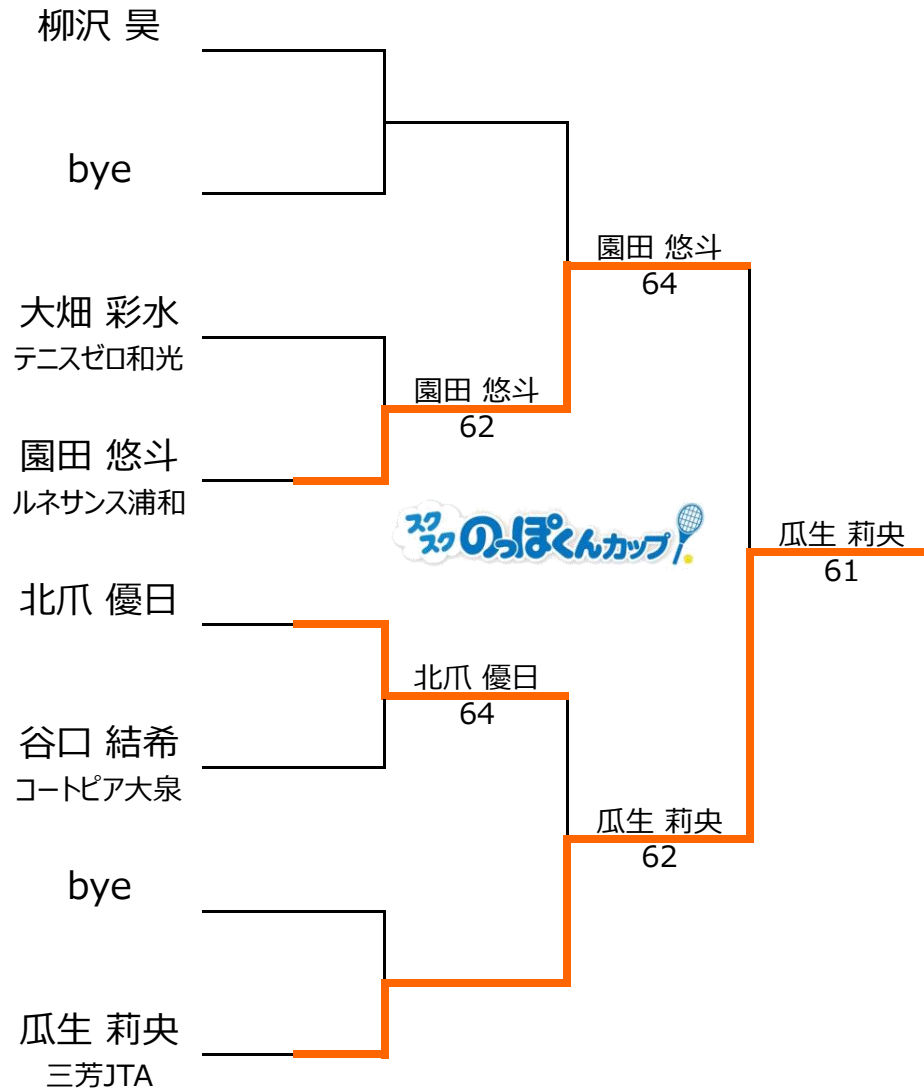 柳沢 昊
bye
園田 悠斗
64
大畑 彩水
テニスゼロ和光
園田 悠斗
62
園田 悠斗
ルネサンス浦和
スクスクのっぽくんカップ
瓜生 莉央
61
北爪 優日
北爪 優日
64
谷口 結希
コートピア大泉
瓜生 莉央
62
bye
瓜生 莉央
三芳JTA